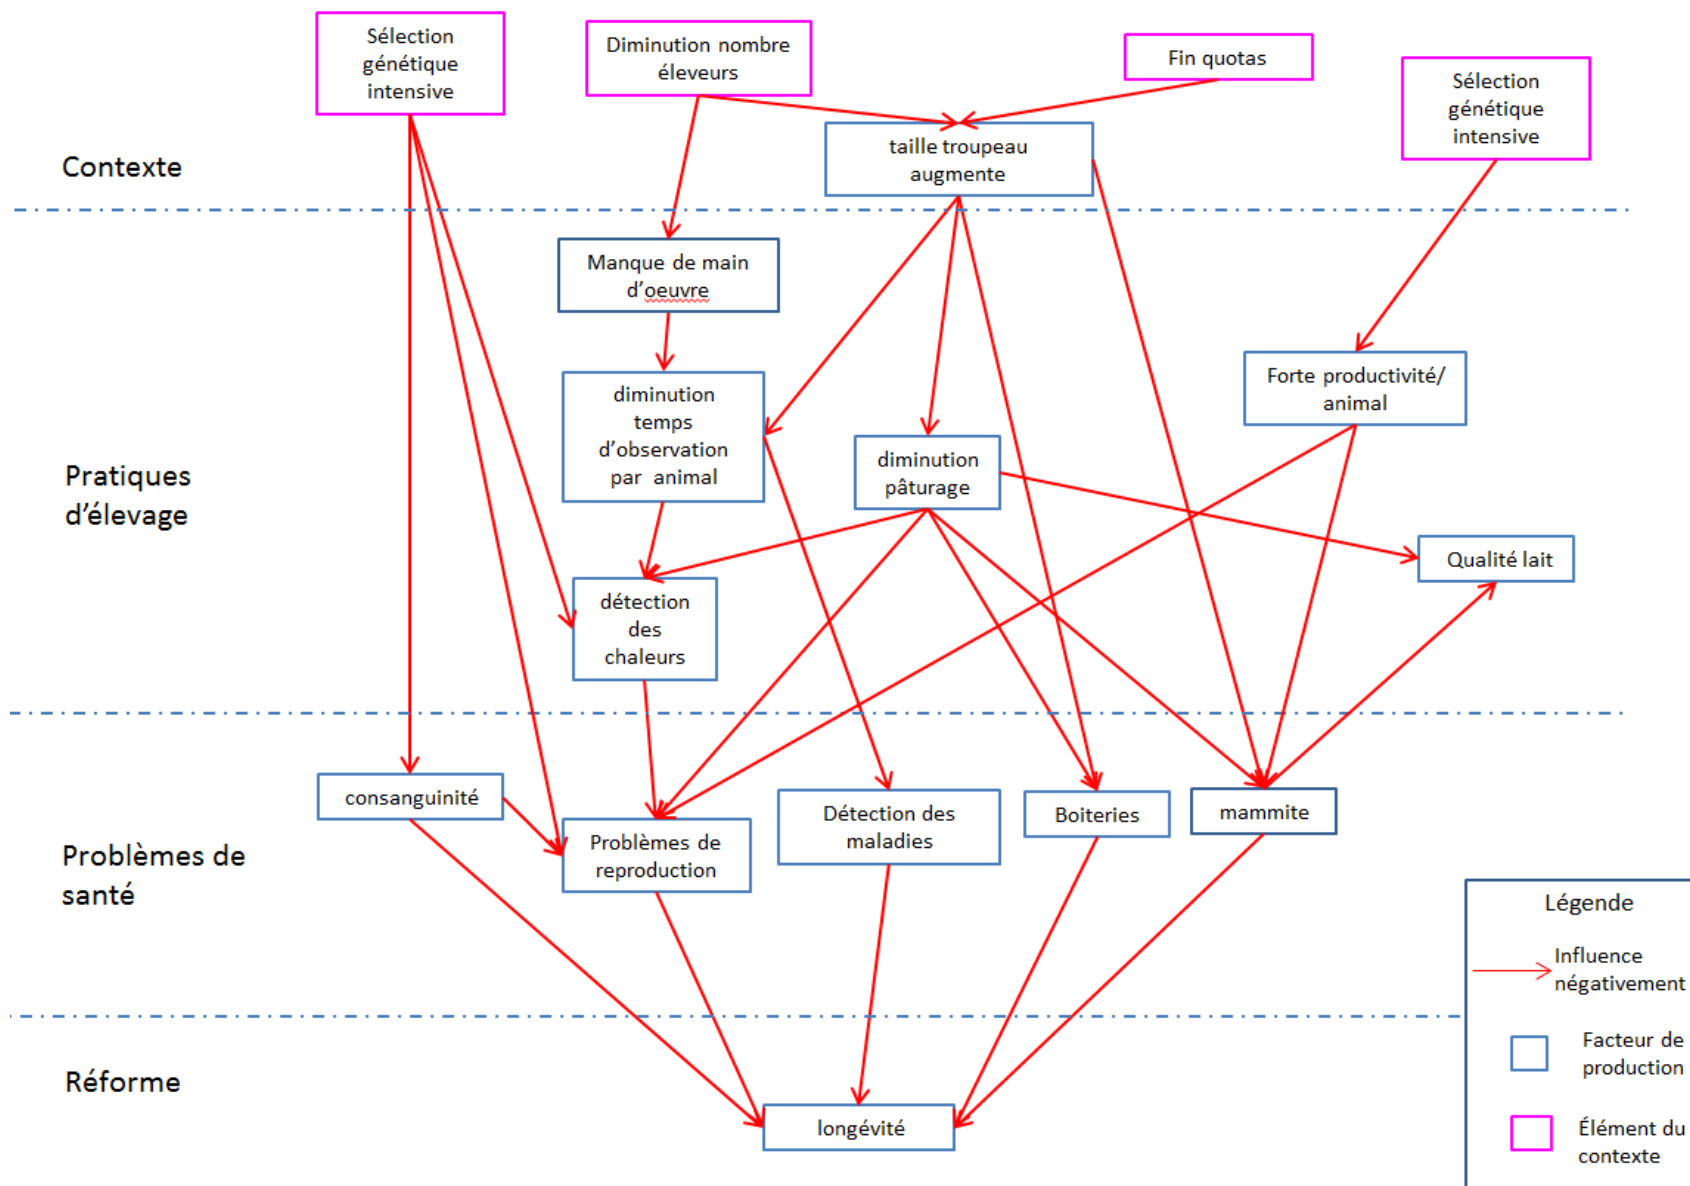 Sélection
génétique
intensive
Diminution nombre
éleveurs
Fin quotas
Sélection
génétique
intensive
Contexte
taille troupeau
augmente
Manque de main
d'oeuvre
Forte productivité/
animal
diminution
temps
d'observation
par animal
Pratiques
d'élevage
diminution
pâturage
Qualité lait
détection
des
chaleurs
consanguinité
Problèmes de
santé
Problèmes de
reproduction
Détection des
maladies
Boiteries
mammite
Réforme
longévité
Légende
Influence
négativement
Facteur de
production
Élément du
contexte